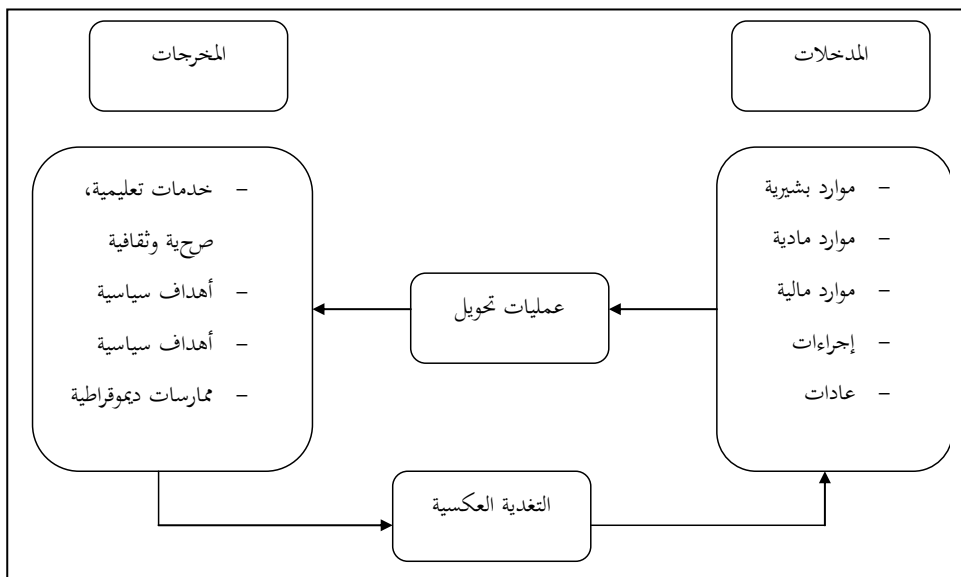 المدخلات
المخرجات
– موارد بشيرية
– موارد مادية
– موارد مالية
– إجراءات
– عادات
عمليات تحويل
– خدمات تعليمية،
صحية وثقافية
– أهداف سياسية
– أهداف سياسية
– ممارسات ديموقراطية
التغدية العكسية